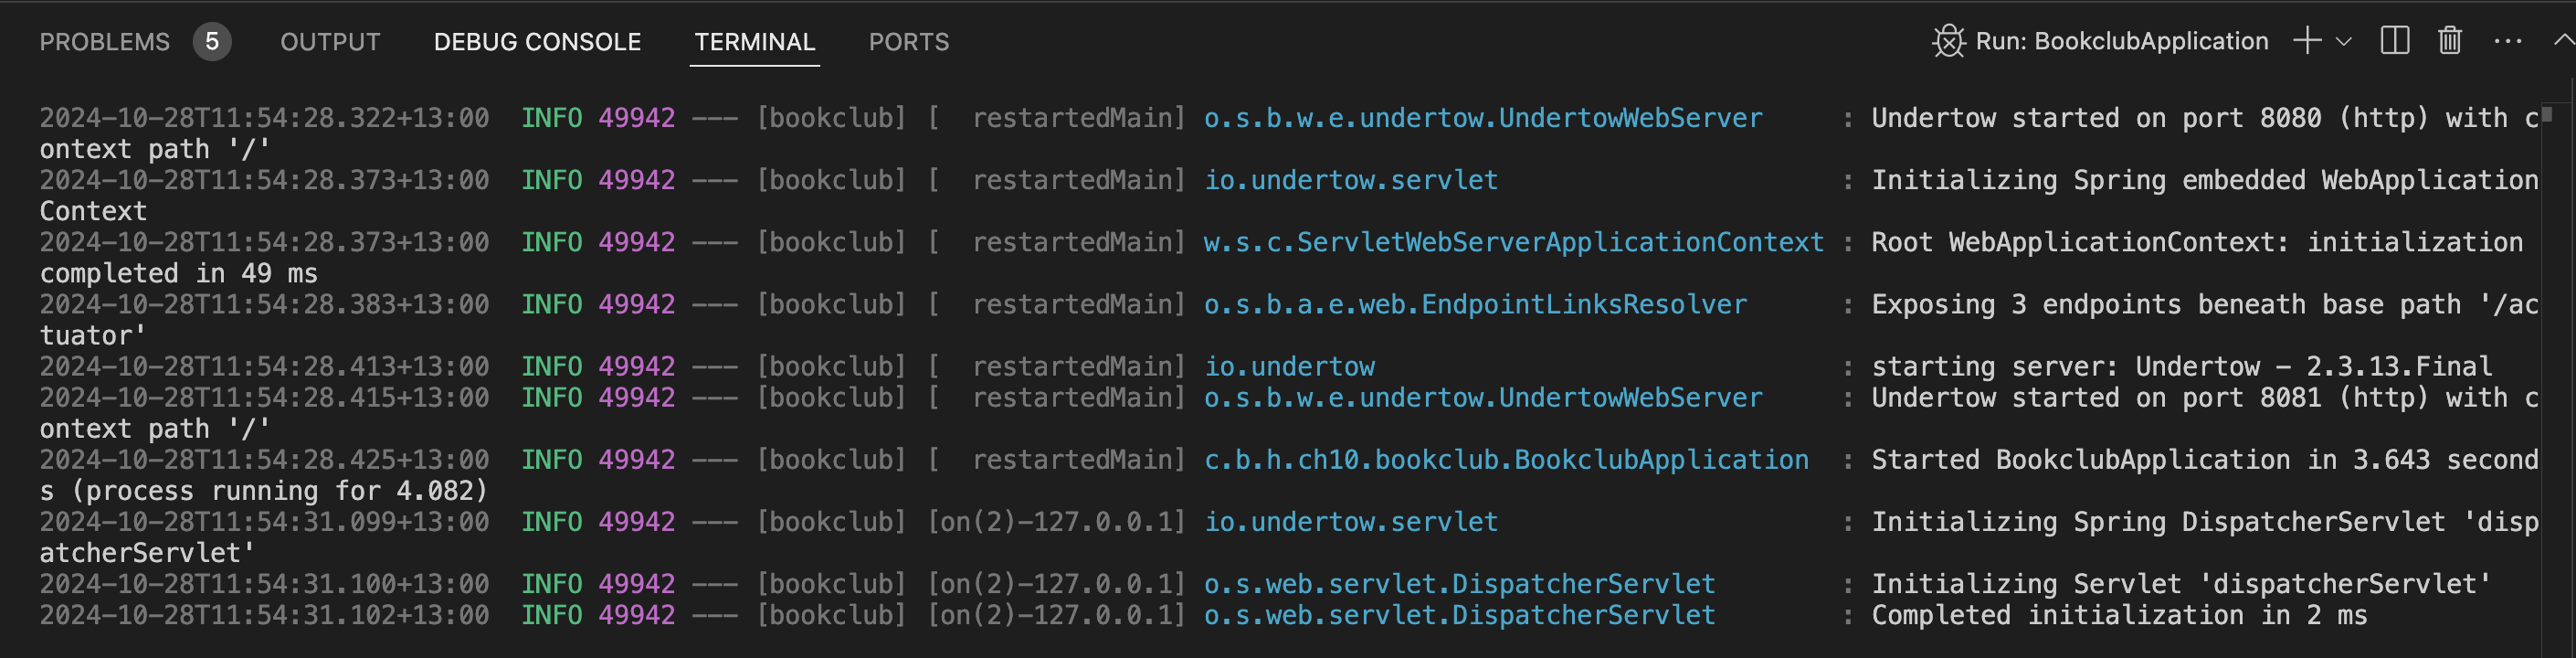 PROBLEMS 5 OUTPUT DEBUG CONSOLE TERMINAL PORTS Run: BookclubApplication
2024-10-28T11:54:28.322+13:00  INFO 49942 --- [bookclub] [  restartedMain] o.s.b.w.e.undertow.UndertowWebServer     : Undertow started on port 8080 (http) with c
ontext path '/'
2024-10-28T11:54:28.373+13:00  INFO 49942 --- [bookclub] [  restartedMain] io.undertow.servlet                      : Initializing Spring embedded WebApplication
Context
2024-10-28T11:54:28.373+13:00  INFO 49942 --- [bookclub] [  restartedMain] w.s.c.ServletWebServerApplicationContext : Root WebApplicationContext: initialization
completed in 49 ms
2024-10-28T11:54:28.383+13:00  INFO 49942 --- [bookclub] [  restartedMain] o.s.b.a.e.web.EndpointLinksResolver      : Exposing 3 endpoints beneath base path '/ac
tuator'
2024-10-28T11:54:28.413+13:00  INFO 49942 --- [bookclub] [  restartedMain] io.undertow                              : starting server: Undertow - 2.3.13.Final
2024-10-28T11:54:28.415+13:00  INFO 49942 --- [bookclub] [  restartedMain] o.s.b.w.e.undertow.UndertowWebServer     : Undertow started on port 8081 (http) with c
ontext path '/'
2024-10-28T11:54:28.425+13:00  INFO 49942 --- [bookclub] [  restartedMain] c.b.h.ch10.bookclub.BookclubApplication  : Started BookclubApplication in 3.643 second
s (process running for 4.082)
2024-10-28T11:54:31.099+13:00  INFO 49942 --- [bookclub] [on(2)-127.0.0.1] io.undertow.servlet                      : Initializing Spring DispatcherServlet 'disp
atcherServlet'
2024-10-28T11:54:31.100+13:00  INFO 49942 --- [bookclub] [on(2)-127.0.0.1] o.s.web.servlet.DispatcherServlet        : Initializing Servlet 'dispatcherServlet'
2024-10-28T11:54:31.102+13:00  INFO 49942 --- [bookclub] [on(2)-127.0.0.1] o.s.web.servlet.DispatcherServlet        : Completed initialization in 2 ms